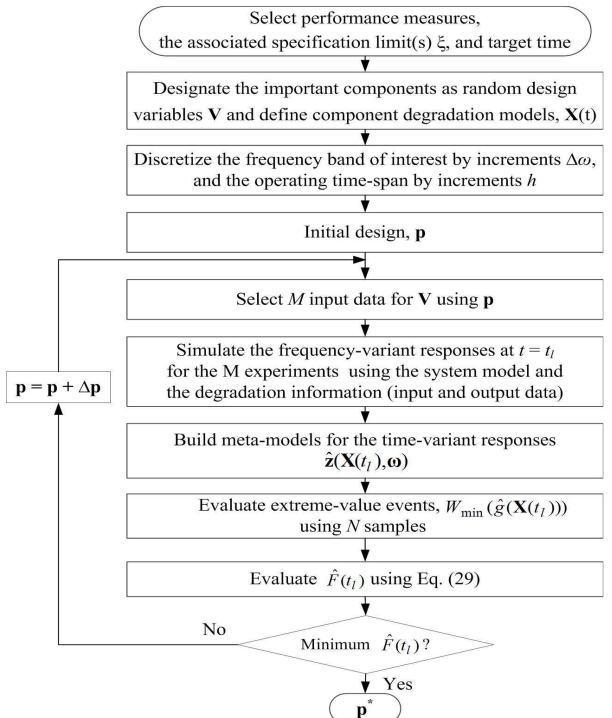 Select performance measures,
the associated specification limit(s) ξ, and target time
Designate the important components as random design
variables V and define component degradation models, X(t)
Discretize the frequency band of interest by increments Δω,
and the operating time-span by increments h
Initial design, p
Select M input data for V using p
Simulate the frequency-variant responses at t = t_l
for the M experiments using the system model and
the degradation information (input and output data)
p = p + Δp
Build meta-models for the time-variant responses
ẑ(X(t_l),ω)
Evaluate extreme-value events, W_min (ĝ(X(t_l)))
using N samples
Evaluate F̂(t_l) using Eq. (29)
No
Minimum F̂(t_l) ?
Yes
p*